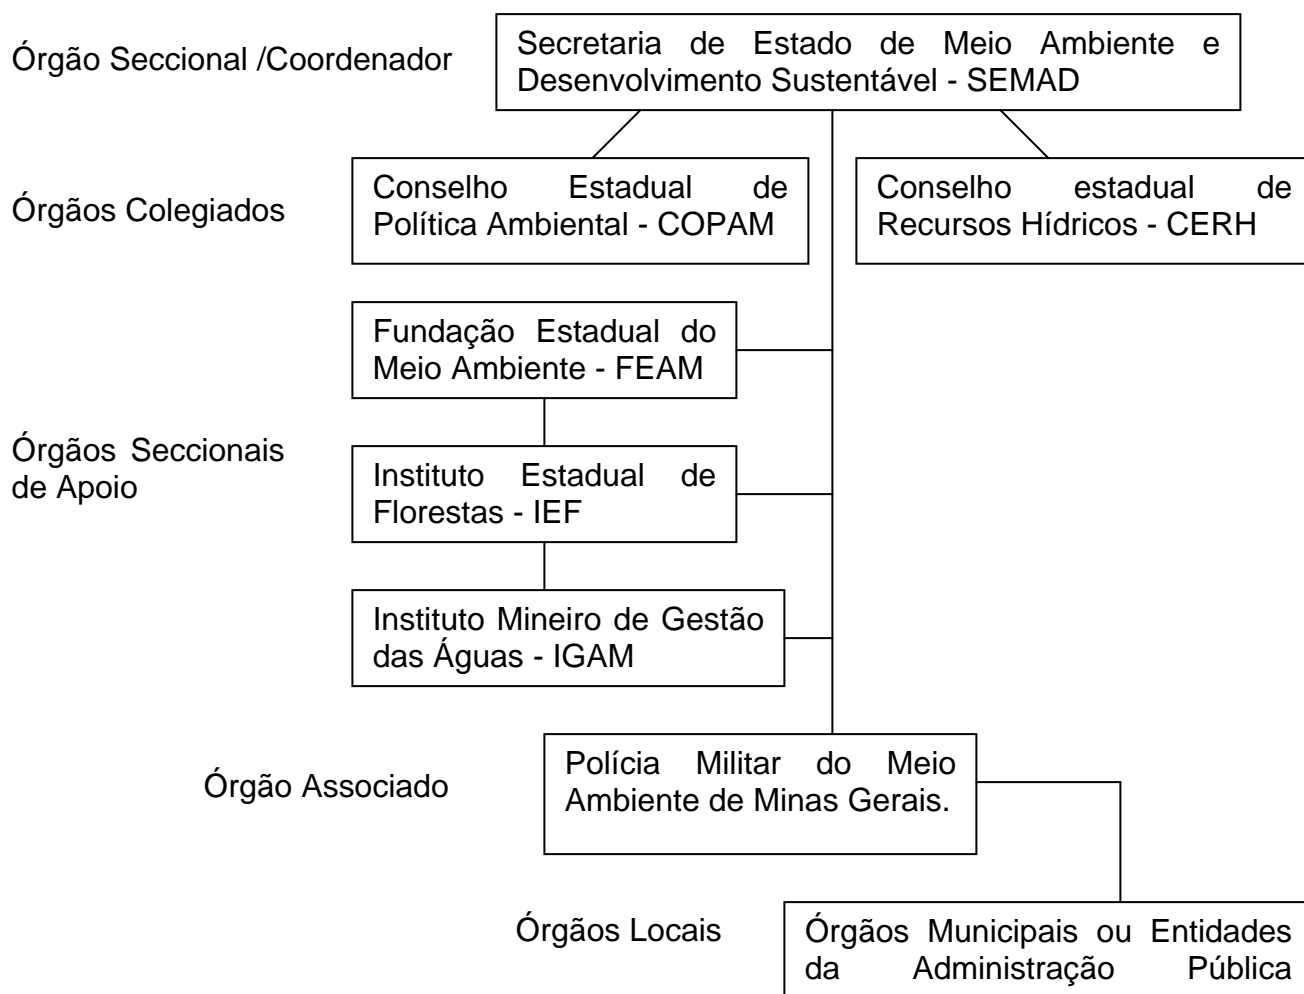 Órgão Seccional /Coordenador
Secretaria de Estado de Meio Ambiente e
Desenvolvimento Sustentável - SEMAD
Órgãos Colegiados
Conselho Estadual de
Política Ambiental - COPAM
Conselho estadual de
Recursos Hídricos - CERH
Fundação Estadual do
Meio Ambiente - FEAM
Órgãos Seccionais
de Apoio
Instituto Estadual de
Florestas - IEF
Instituto Mineiro de Gestão
das Águas - IGAM
Órgão Associado
Polícia Militar do Meio
Ambiente de Minas Gerais.
Órgãos Locais
Órgãos Municipais ou Entidades
da Administração Pública